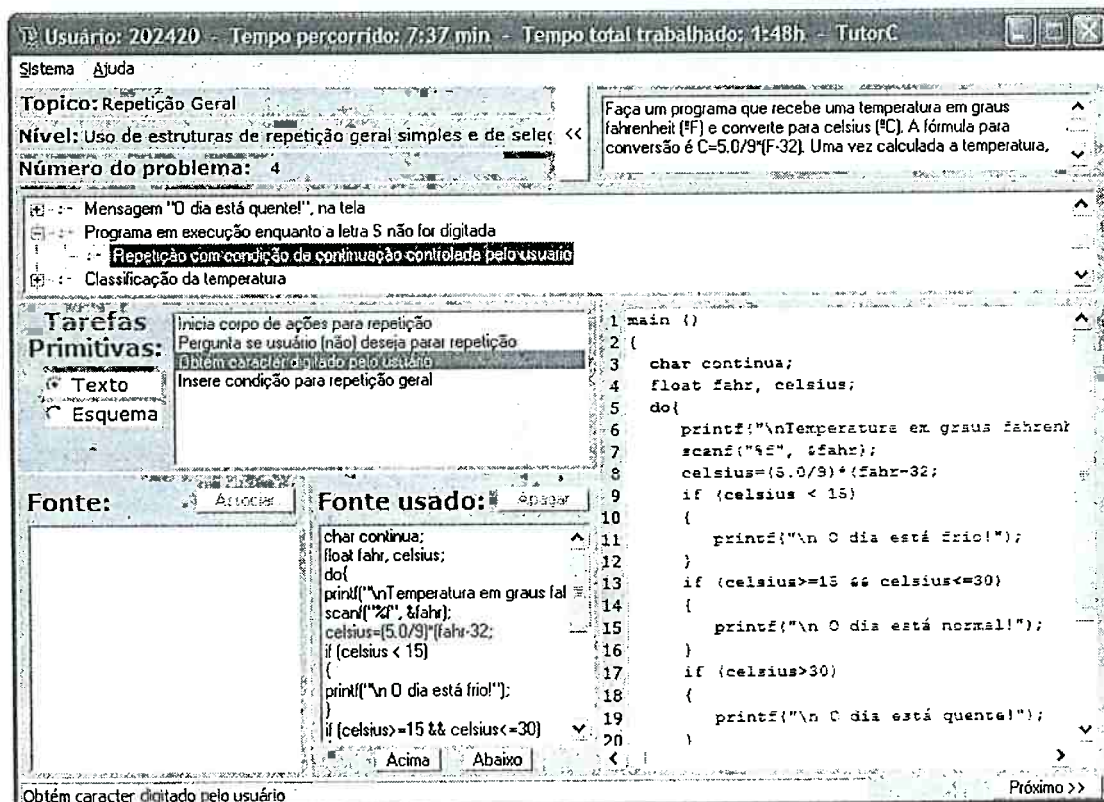 Usuário: 202420 - Tempo percorrido: 7:37 min - Tempo total trabalhado: 1:48h - TutorC
Sistema Ajuda
Topico: Repetição Geral
Nível: Uso de estruturas de repetição geral simples e de seleç
<<
Número do problema: 4
Faça um programa que recebe uma temperatura em graus
fahrenheit (ºF) e converte para celsius (ºC). A fórmula para
conversão é C=5.0/9*(F-32). Uma vez calculada a temperatura,
Mensagem "O dia está quente!", na tela
Programa em execução enquanto a letra S não for digitada
Repetição com condição da continuação controlada pelo usuário
Classificação da temperatura
Tarefas
Primitivas:
Texto
Esquema
Inicia corpo de ações para repetição
Pergunta se usuário (não) deseja parar repetição
Obtém caracter digitado pelo usuário
Insere condição para repetição geral
Fonte: Associar
Fonte usado: Apagar
char continua;
float fahr, celsius;
do{
printf("\nTemperatura em graus fal
scanf("%f", &fahr);
celsius=(5.0/9)*(fahr-32;
if (celsius < 15)
{
printf("\n O dia está frio!");
}
if (celsius>=15 && celsius<=30)
Acima Abaixo
1 main ()
2 {
3 char continua;
4 float fahr, celsius;
5 do{
6 printf("\nTemperatura em graus fahrenh
7 scanf("%f", &fahr);
8 celsius=(5.0/9)*(fahr-32;
9 if (celsius < 15)
10 {
11 printf("\n O dia está frio!");
12 }
13 if (celsius>=15 && celsius<=30)
14 {
15 printf("\n O dia está normal!");
16 }
17 if (celsius>30)
18 {
19 printf("\n O dia está quente!");
20 }
Obtém caracter digitado pelo usuário
Próximo >>